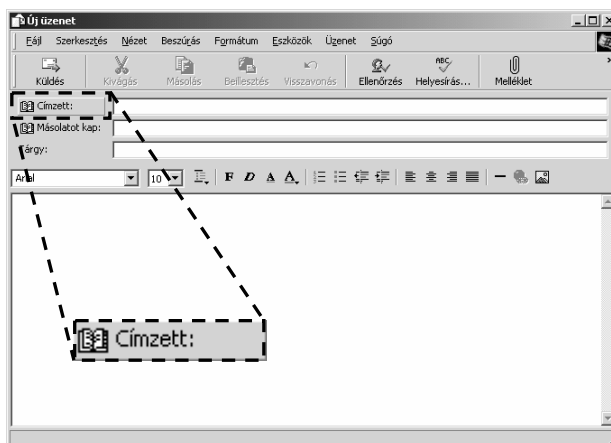 Új üzenet
Fájl Szerkesztés Nézet Beszúrás Formátum Eszközök Üzenet Súgó
Küldés Kivágás Másolás Beillesztés Visszavonás Ellenőrzés Helyesírás... Melléklet
Címzett:
Másolatot kap:
Tárgy:
Arial 10 F D A A
Címzett: